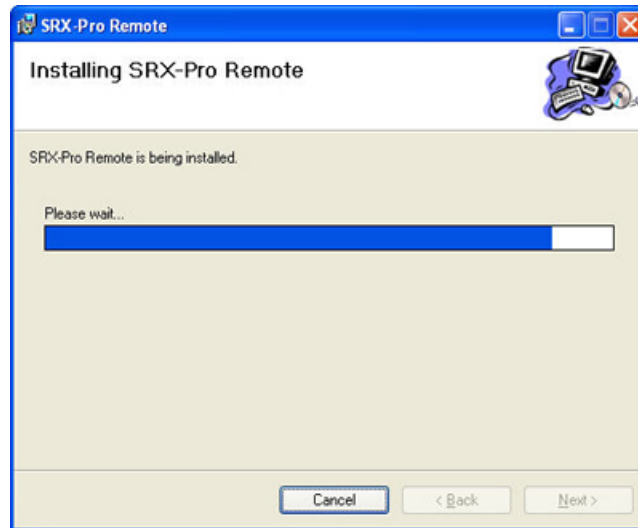 SRX-Pro Remote
Installing SRX-Pro Remote
SRX-Pro Remote is being installed.
Please wait...
Cancel
< Back
Next >